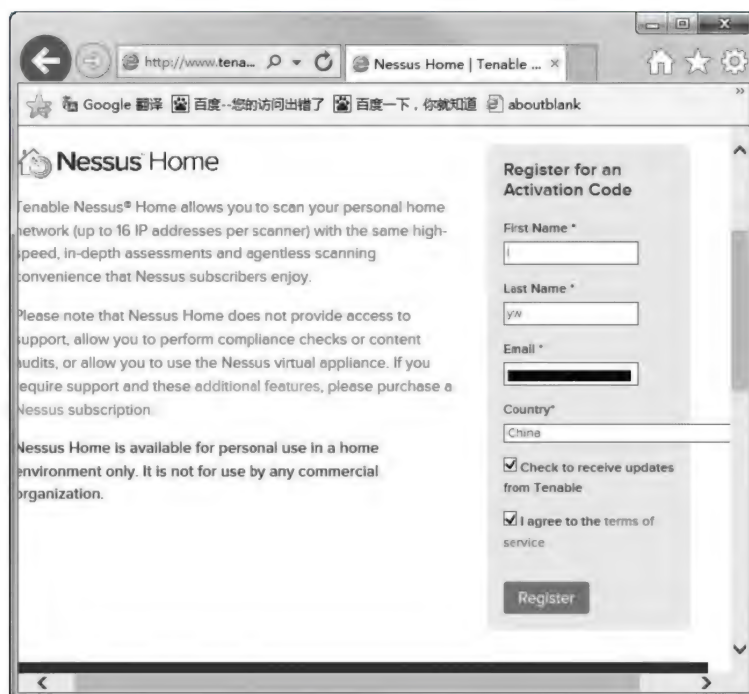 http://www.tena...
Nessus Home | Tenable ...
Google 翻译
百度--您的访问出错了
百度一下，你就知道
aboutblank
Nessus Home
Tenable Nessus® Home allows you to scan your personal home
network (up to 16 IP addresses per scanner) with the same high-
speed, in-depth assessments and agentless scanning
convenience that Nessus subscribers enjoy.
Please note that Nessus Home does not provide access to
support, allow you to perform compliance checks or content
audits, or allow you to use the Nessus virtual appliance. If you
require support and these additional features, please purchase a
Nessus subscription.
Nessus Home is available for personal use in a home
environment only. It is not for use by any commercial
organization.
Register for an
Activation Code
First Name *
Last Name *
yw
Email *
Country*
China
Check to receive updates
from Tenable
I agree to the terms of
service
Register